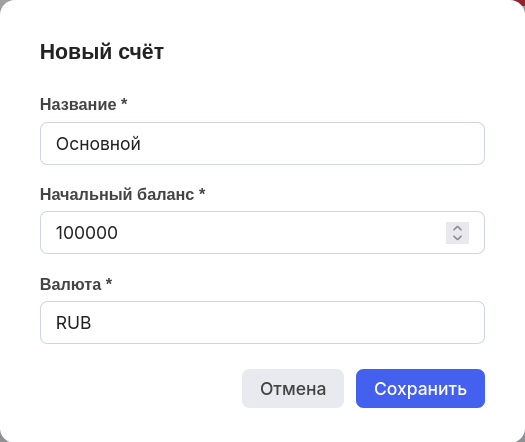 Новый счёт
Название *
Основной
Начальный баланс *
100000
Валюта *
RUB
Отмена Сохранить